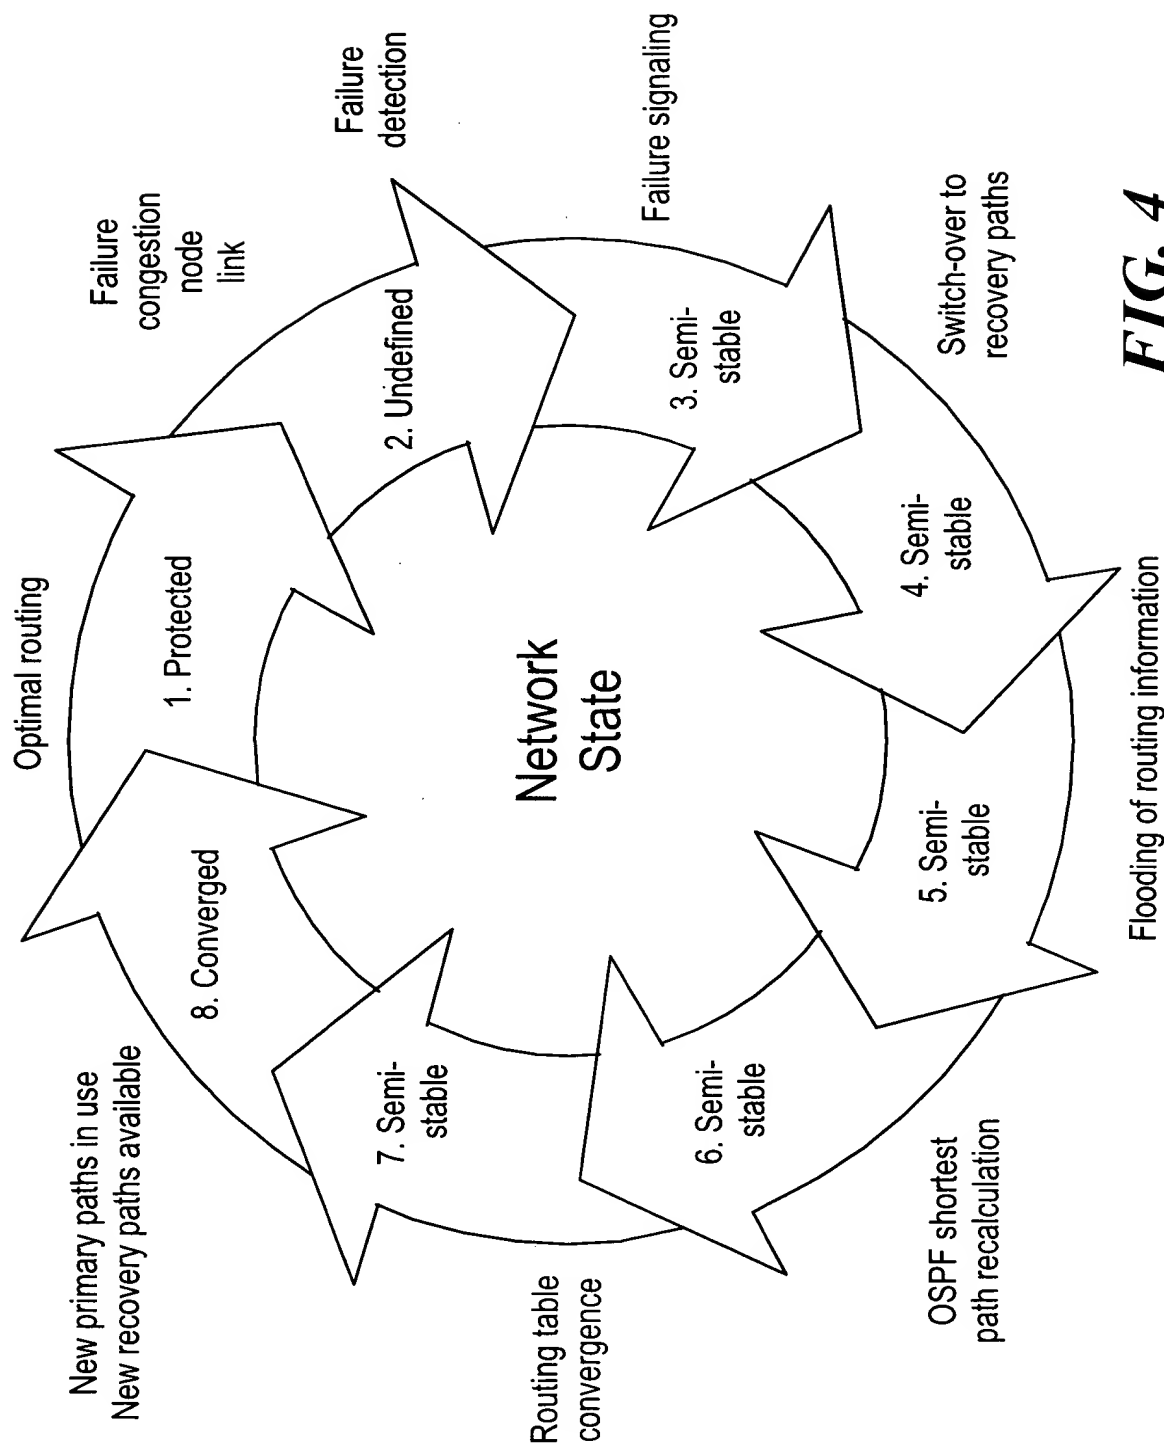 Optimal routing
1. Protected
Failure
congestion
node
link
2. Undefined
Failure
detection
3. Semi-
stable
Failure signaling
4. Semi-
stable
Switch-over to
recovery paths
5. Semi-
stable
Flooding of routing information
6. Semi-
stable
OSPF shortest
path recalculation
7. Semi-
stable
Routing table
convergence
8. Converged
New primary paths in use
New recovery paths available
Network
State
FIG. 4